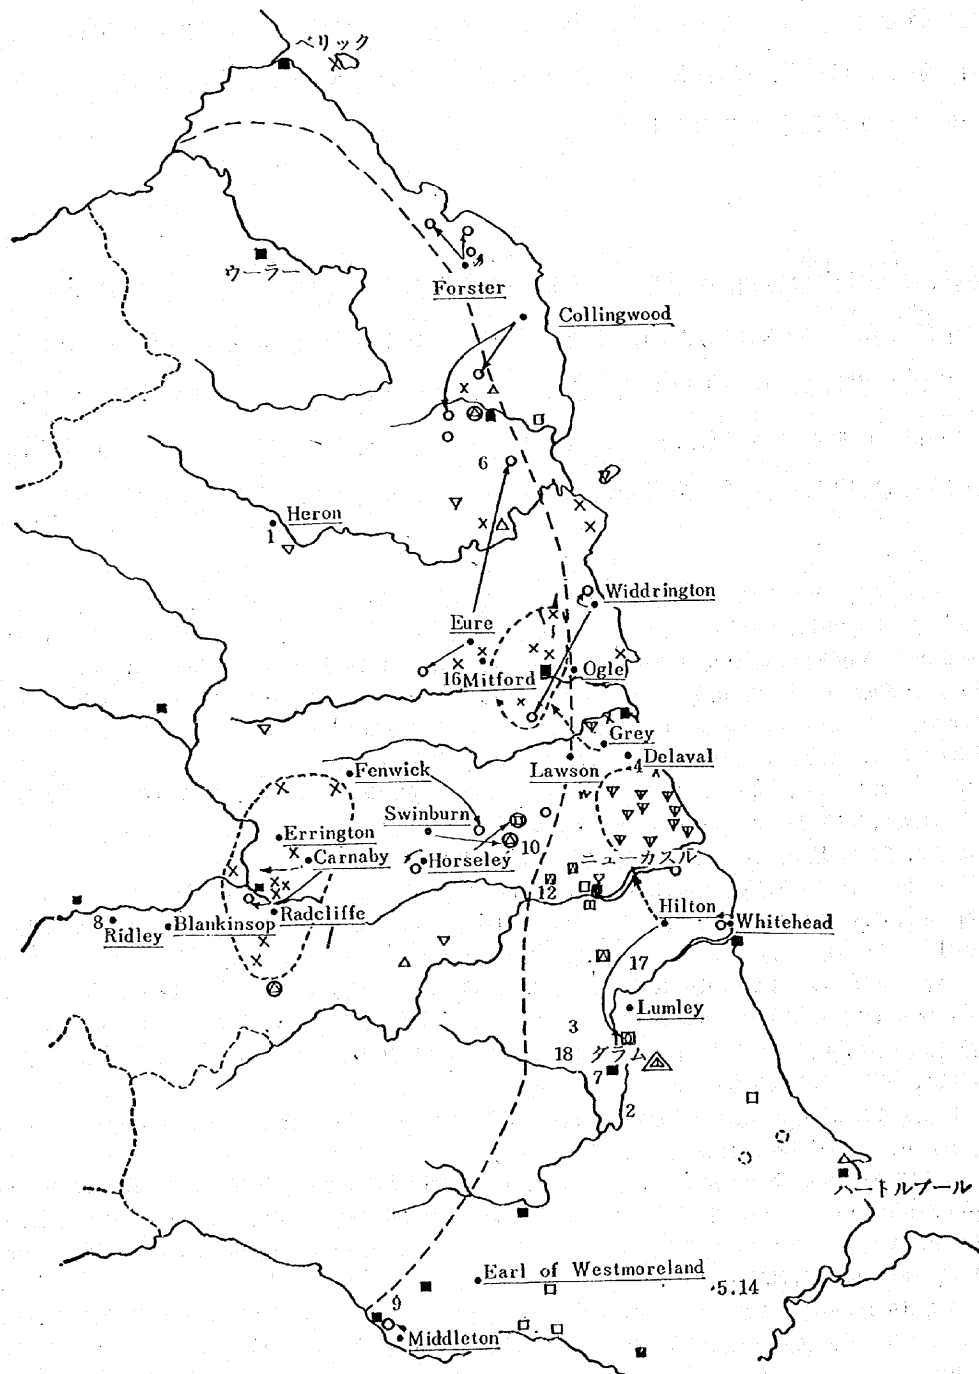 ベリック
ウーラー
Forster
Collingwood
6
Heron
1
Widdrington
Eure
16 Mitford
Ogle
Grey
4 Delaval
Lawson
Fenwick
Swinburn
Errington
10
Carnaby
Horseley
ニューカスル
12
8
Ridley
Blankinsop
Radcliffe
Hilton
Whitehead
17
Lumley
3
18
ダラム
7
2
ハートルプール
Earl of Westmoreland
5.14
9
Middleton